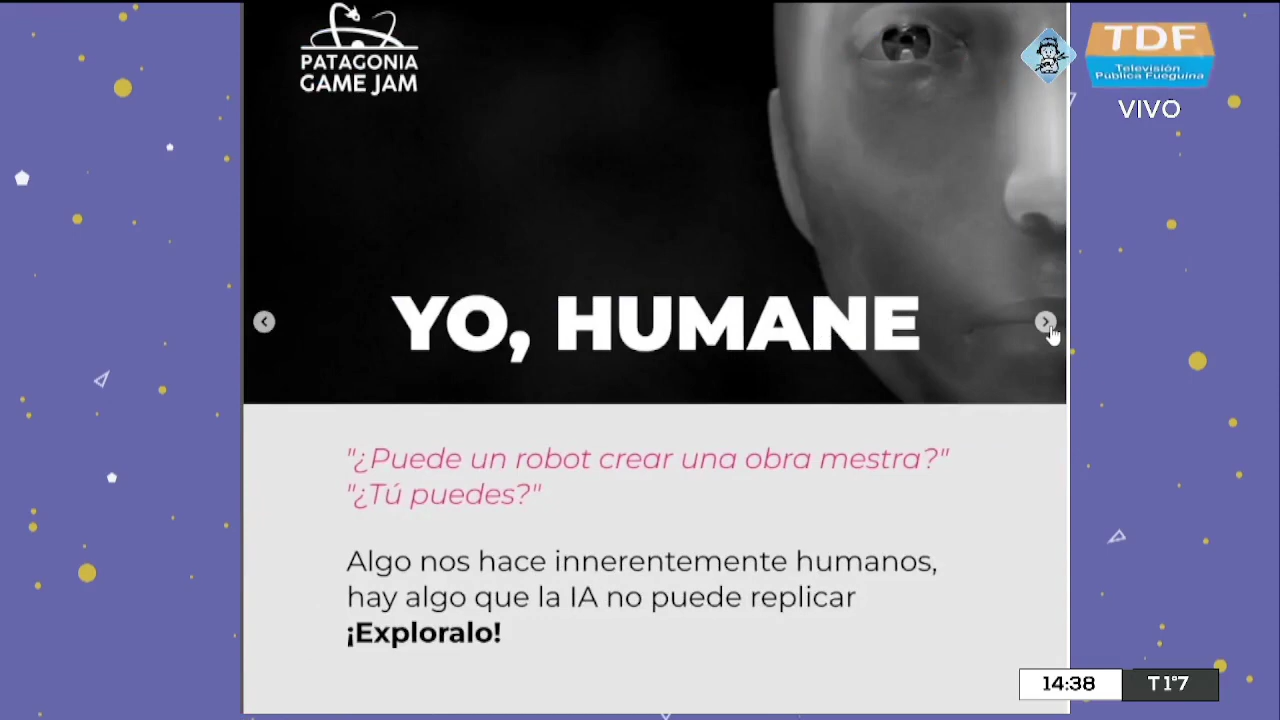 PATAGONIA
GAME JAM
TDF
Televisión
Pública Fueguina
VIVO
YO, HUMANE
"¿Puede un robot crear una obra mestra?"
"¿Tú puedes?"
Algo nos hace innerentemente humanos,
hay algo que la IA no puede replicar
¡Exploralo!
14:38
T 1°7